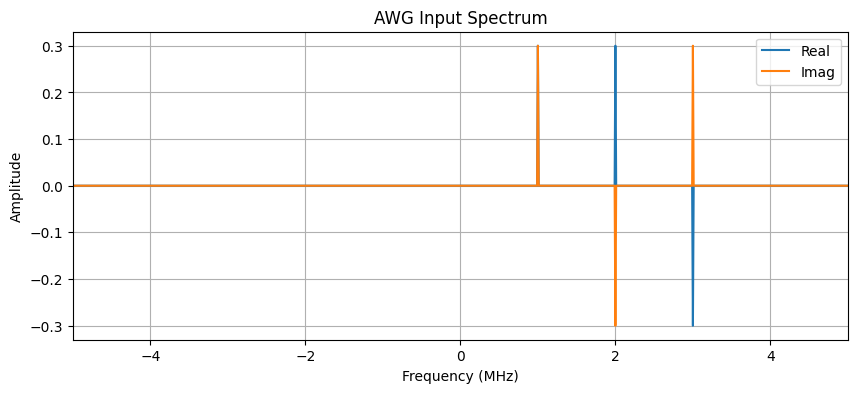 AWG Input Spectrum
Real
Imag
0.3
0.2
0.1
0.0
−0.1
−0.2
−0.3
Amplitude
−4
−2
0
2
4
Frequency (MHz)